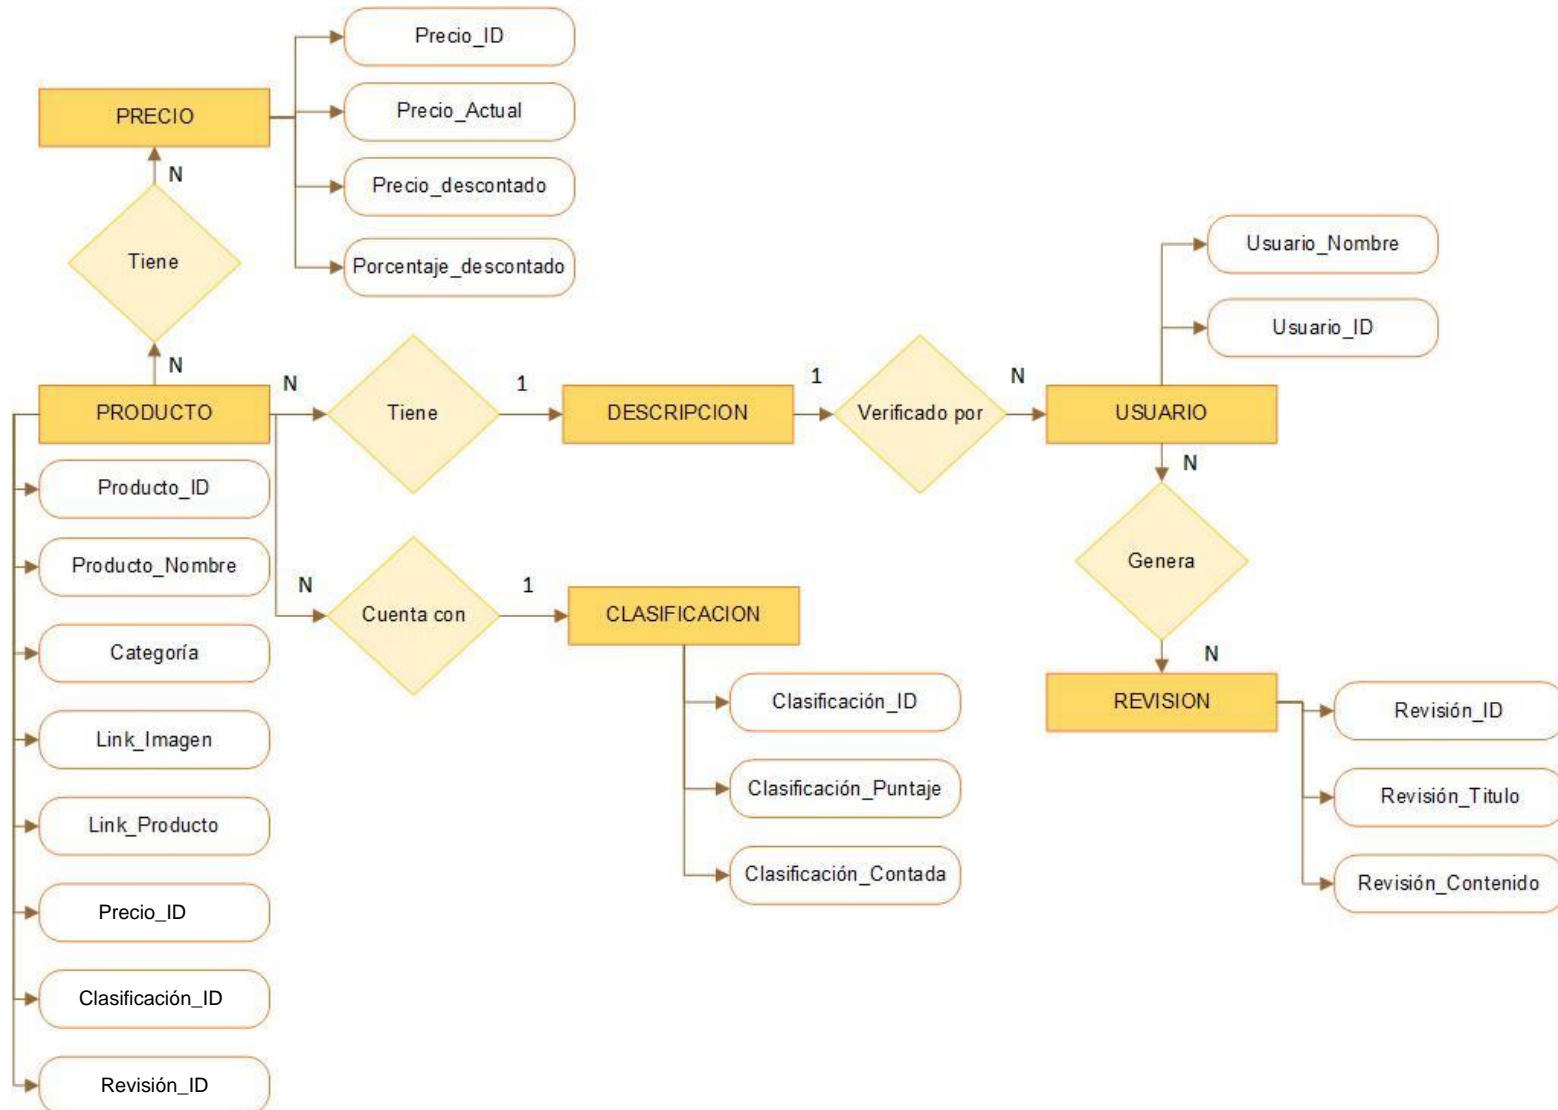 Precio_ID
PRECIO
Precio_Actual
N
Precio_descontado
Tiene
Porcentaje_descontado
N
Usuario_Nombre
Usuario_ID
PRODUCTO
N
Tiene
1
DESCRIPCION
1
Verificado por
N
USUARIO
N
Producto_ID
Producto_Nombre
Categoría
Link_Imagen
Link_Producto
Precio_ID
Clasificación_ID
Revisión_ID
N
Cuenta con
1
CLASIFICACION
Clasificación_ID
Clasificación_Puntaje
Clasificación_Contada
Genera
N
REVISION
Revisión_ID
Revisión_Titulo
Revisión_Contenido